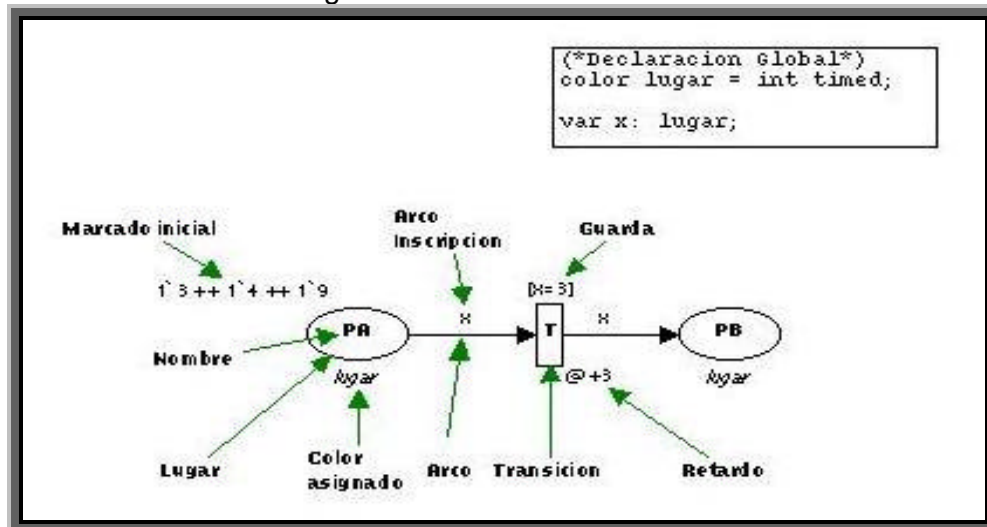 (*Declaracion Global*)
color lugar = int timed;
var x: lugar;
Marcado inicial
Arco
Inscripcion
Guarda
1`3 ++ 1`4 ++ 1`9
[x=3]
PA
x
T
x
PB
Nombre
lugar
@+3
lugar
Lugar
Color
asignado
Arco
Transicion
Retardo